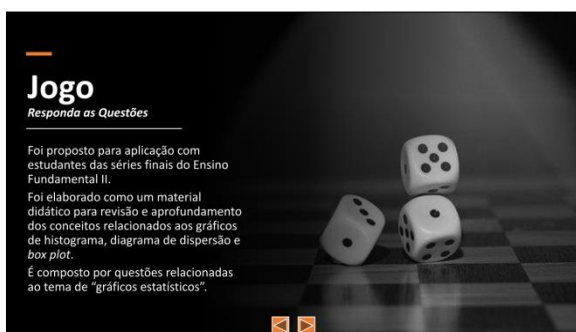 Jogo
Responda as Questões
Foi proposto para aplicação com
estudantes das séries finais do Ensino
Fundamental II.
Foi elaborado como um material
didático para revisão e aprofundamento
dos conceitos relacionados aos gráficos
de histograma, diagrama de dispersão e
box plot.
É composto por questões relacionadas
ao tema de “gráficos estatísticos”.